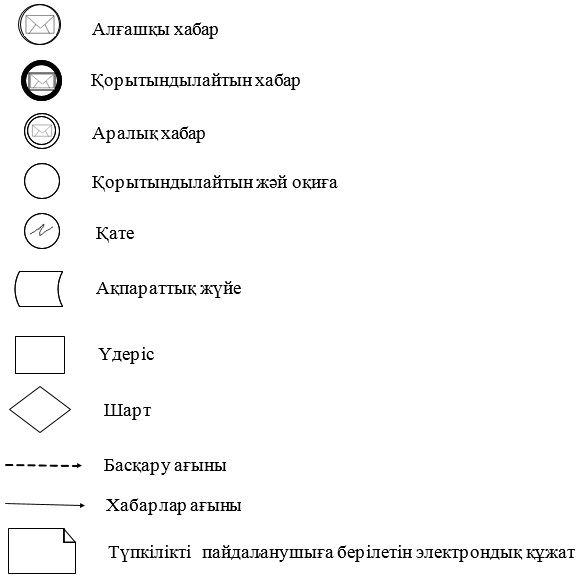 Алғашқы хабар
Қорытындылайтын хабар
Аралық хабар
Қорытындылайтын жәй оқиға
Қате
Ақпараттық жүйе
Үдеріс
Шарт
Басқару ағыны
Хабарлар ағыны
Түпкілікті пайдаланушыға берілетін электрондық құжат